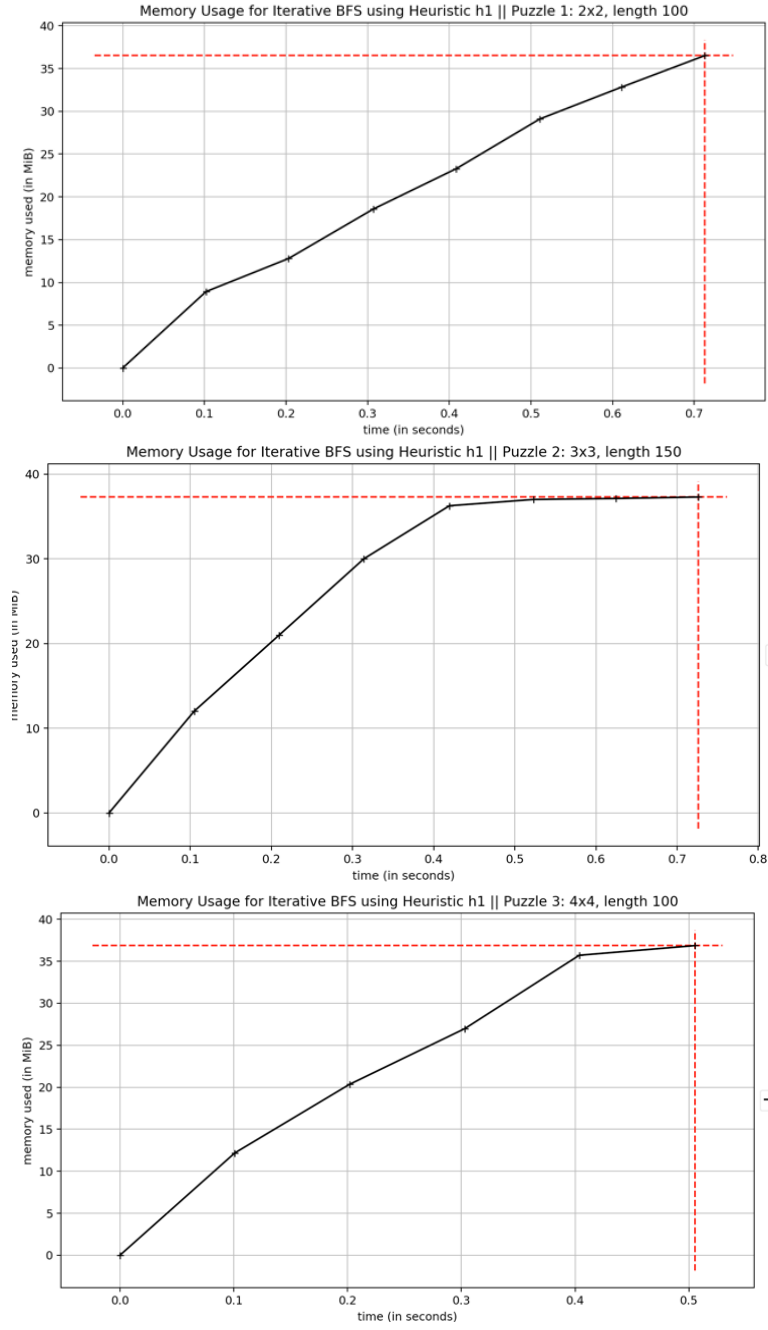 Memory Usage for Iterative BFS using Heuristic h1 || Puzzle 1: 2x2, length 100
40
35
30
25
20
15
10
5
0
memory used (in MiB)
0.0 0.1 0.2 0.3 0.4 0.5 0.6 0.7
time (in seconds)
Memory Usage for Iterative BFS using Heuristic h1 || Puzzle 2: 3x3, length 150
40
30
20
10
0
memory used (in MiB)
0.0 0.1 0.2 0.3 0.4 0.5 0.6 0.7 0.8
time (in seconds)
Memory Usage for Iterative BFS using Heuristic h1 || Puzzle 3: 4x4, length 100
40
35
30
25
20
15
10
5
0
memory used (in MiB)
0.0 0.1 0.2 0.3 0.4 0.5
time (in seconds)